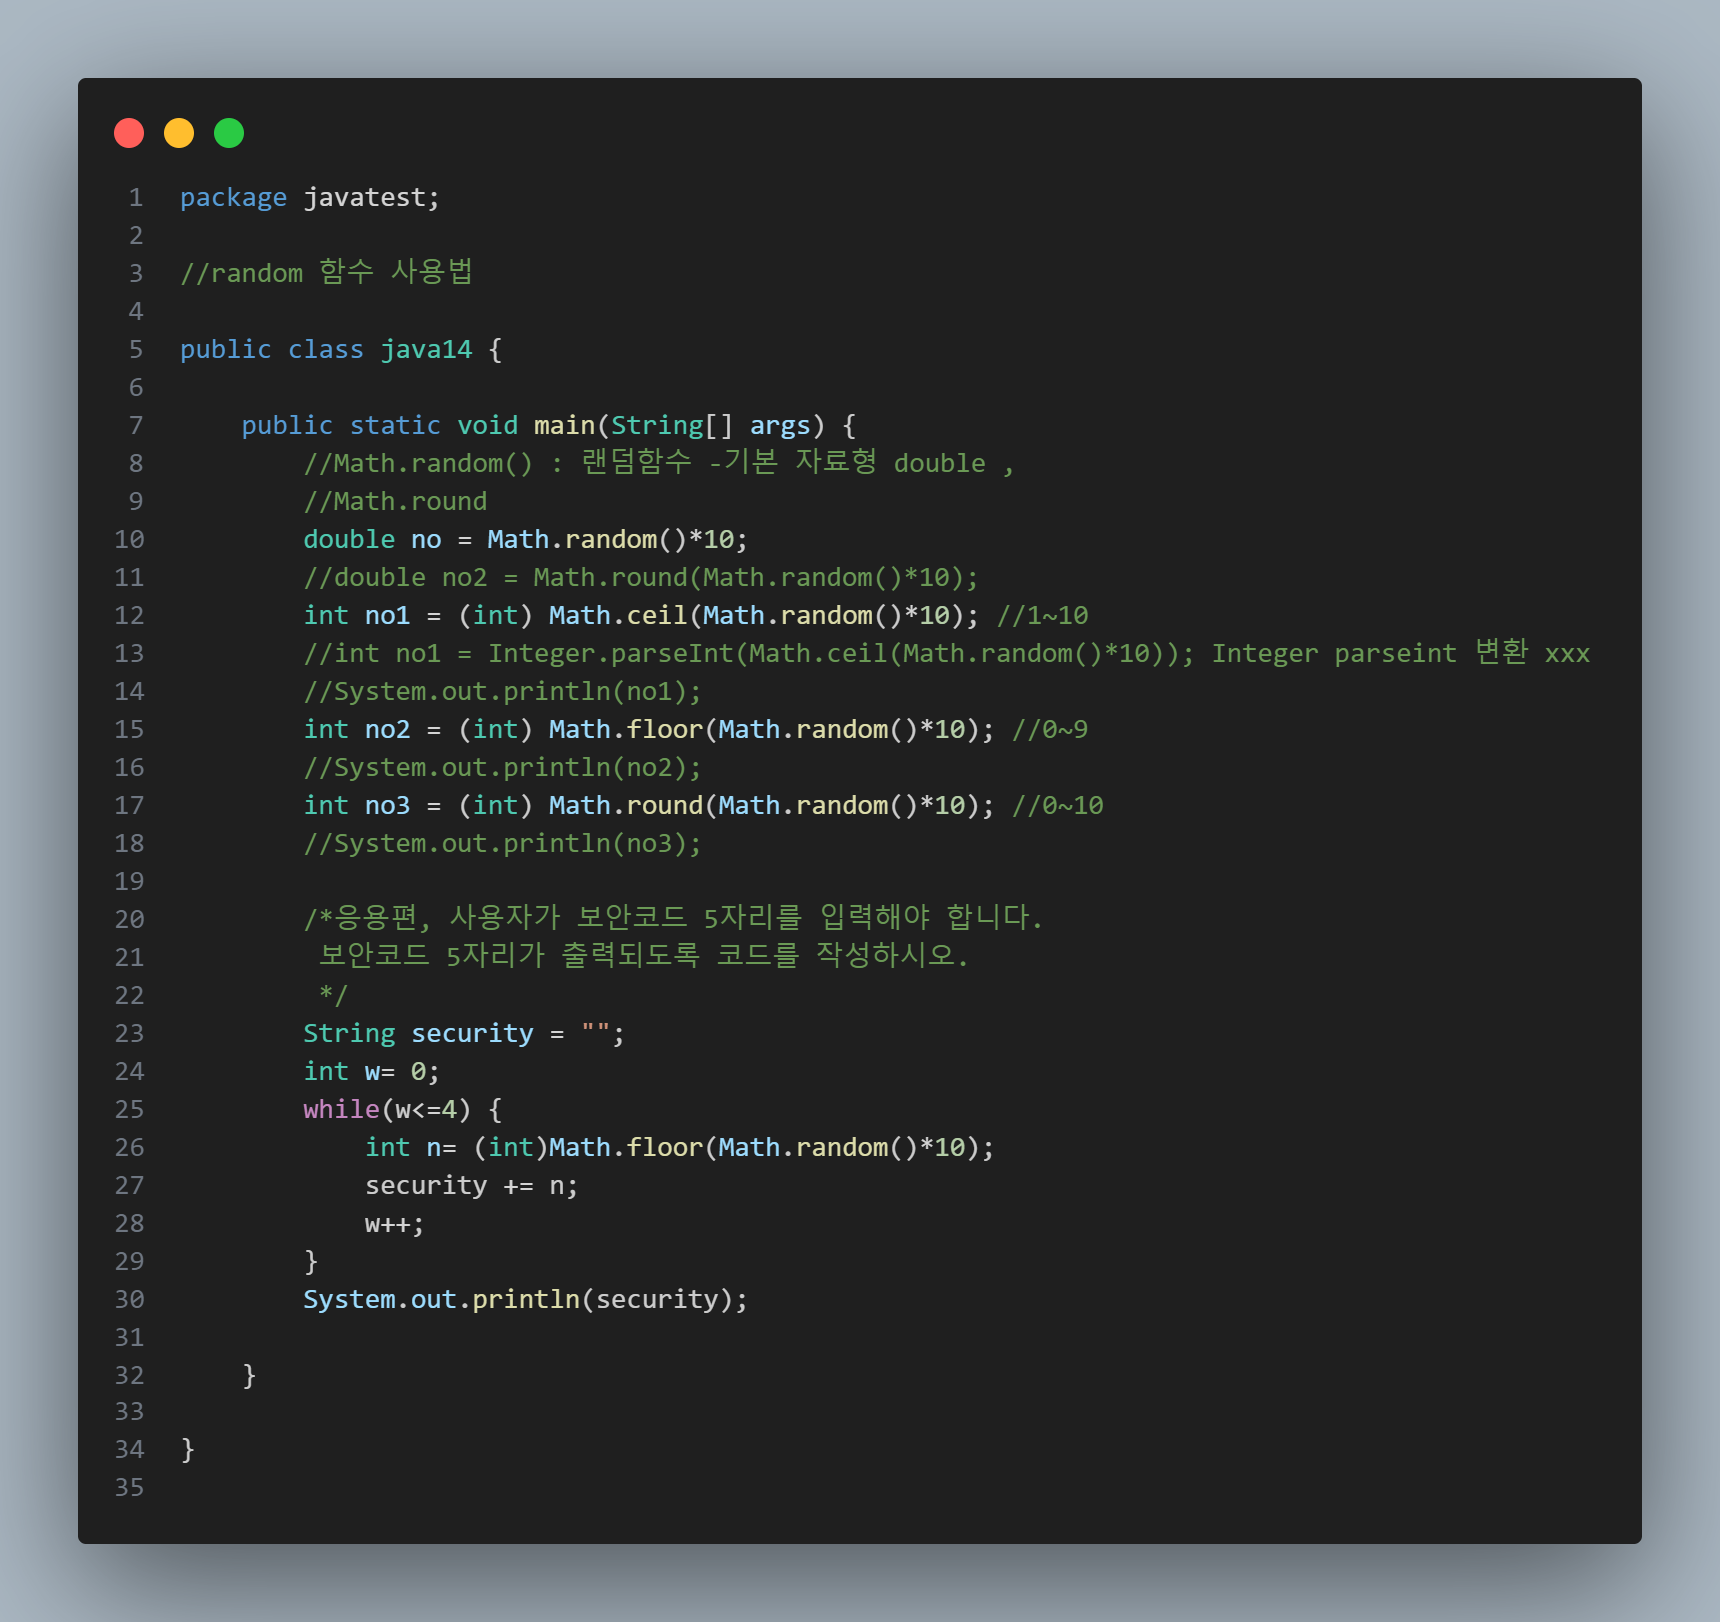 1 package javatest;
2
3 //random 함수 사용법
4
5 public class java14 {
6
7 public static void main(String[] args) {
8 //Math.random() : 랜덤함수 -기본 자료형 double ,
9 //Math.round
10 double no = Math.random()*10;
11 //double no2 = Math.round(Math.random()*10);
12 int no1 = (int) Math.ceil(Math.random()*10); //1~10
13 //int no1 = Integer.parseInt(Math.ceil(Math.random()*10)); Integer parseint 변환 xxx
14 //System.out.println(no1);
15 int no2 = (int) Math.floor(Math.random()*10); //0~9
16 //System.out.println(no2);
17 int no3 = (int) Math.round(Math.random()*10); //0~10
18 //System.out.println(no3);
19
20 /*응용편, 사용자가 보안코드 5자리를 입력해야 합니다.
21 보안코드 5자리가 출력되도록 코드를 작성하시오.
22 */
23 String security = "";
24 int w= 0;
25 while(w<=4) {
26 int n= (int)Math.floor(Math.random()*10);
27 security += n;
28 w++;
29 }
30 System.out.println(security);
31
32 }
33
34 }
35